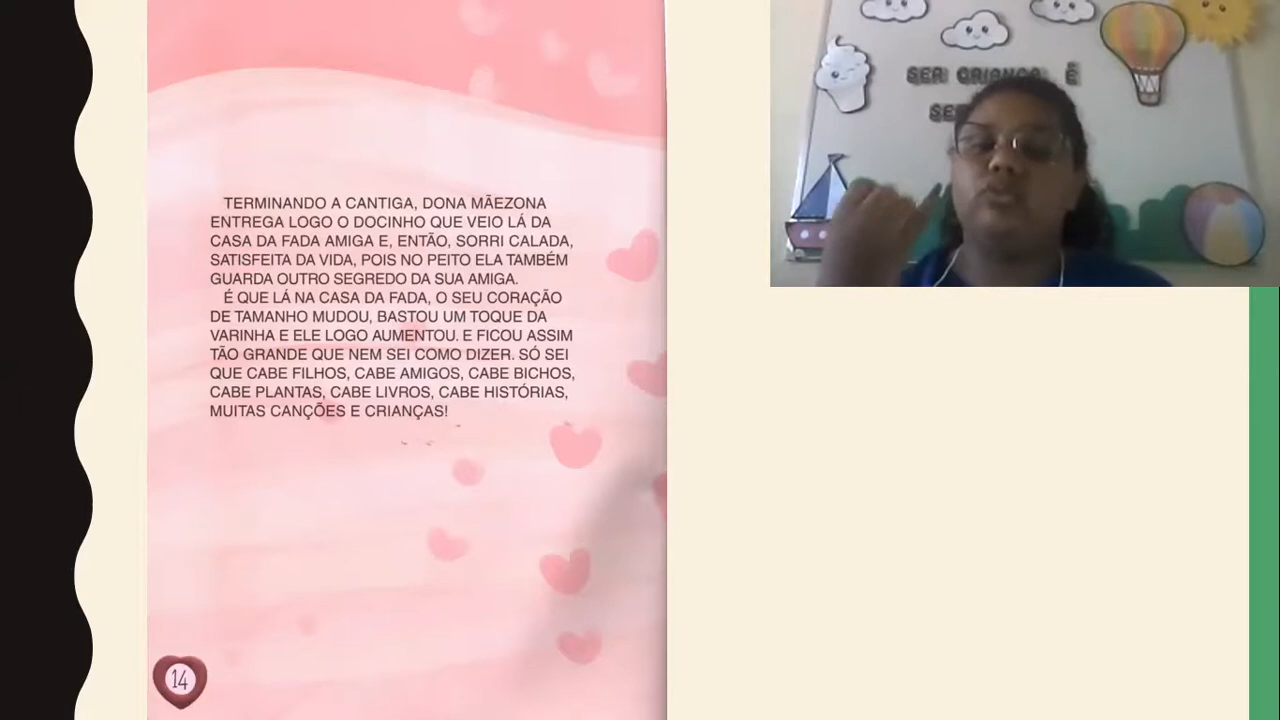 TERMINANDO A CANTIGA, DONA MÃEZONA
ENTREGA LOGO O DOCINHO QUE VEIO LÁ DA
CASA DA FADA AMIGA E, ENTÃO, SORRI CALADA,
SATISFEITA DA VIDA, POIS NO PEITO ELA TAMBÉM
GUARDA OUTRO SEGREDO DA SUA AMIGA.
É QUE LÁ NA CASA DA FADA, O SEU CORAÇÃO
DE TAMANHO MUDOU, BASTOU UM TOQUE DA
VARINHA E ELE LOGO AUMENTOU. E FICOU ASSIM
TÃO GRANDE QUE NEM SEI COMO DIZER. SÓ SEI
QUE CABE FILHOS, CABE AMIGOS, CABE BICHOS,
CABE PLANTAS, CABE LIVROS, CABE HISTÓRIAS,
MUITAS CANÇÕES E CRIANÇAS!
14
SER CRIANÇA É